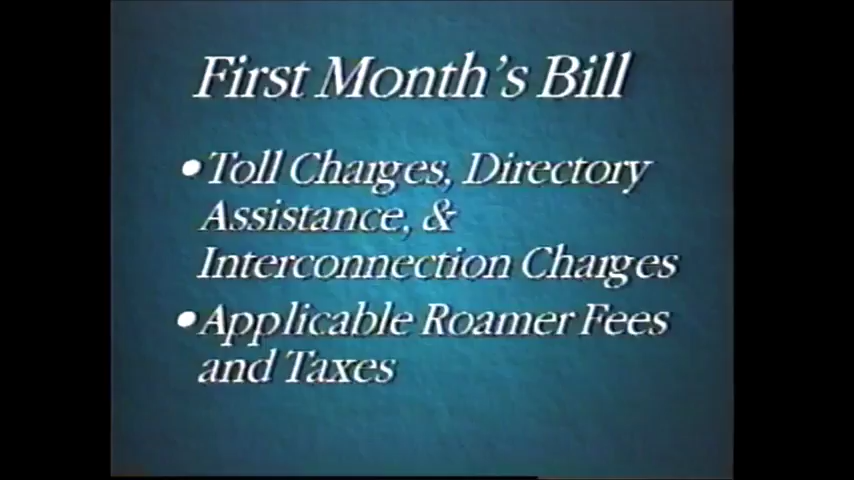 First Month's Bill
•Toll Charges, Directory
Assistance, &
Interconnection Charges
•Applicable Roamer Fees
and Taxes